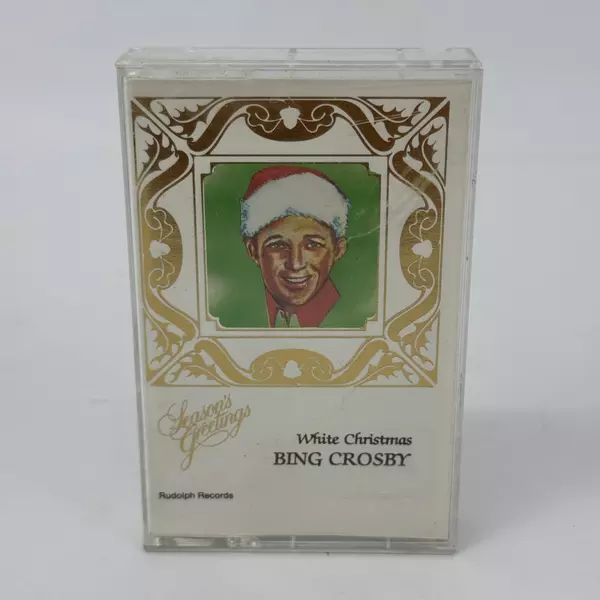 Season's
Greetings
White Christmas
BING CROSBY
Rudolph Records